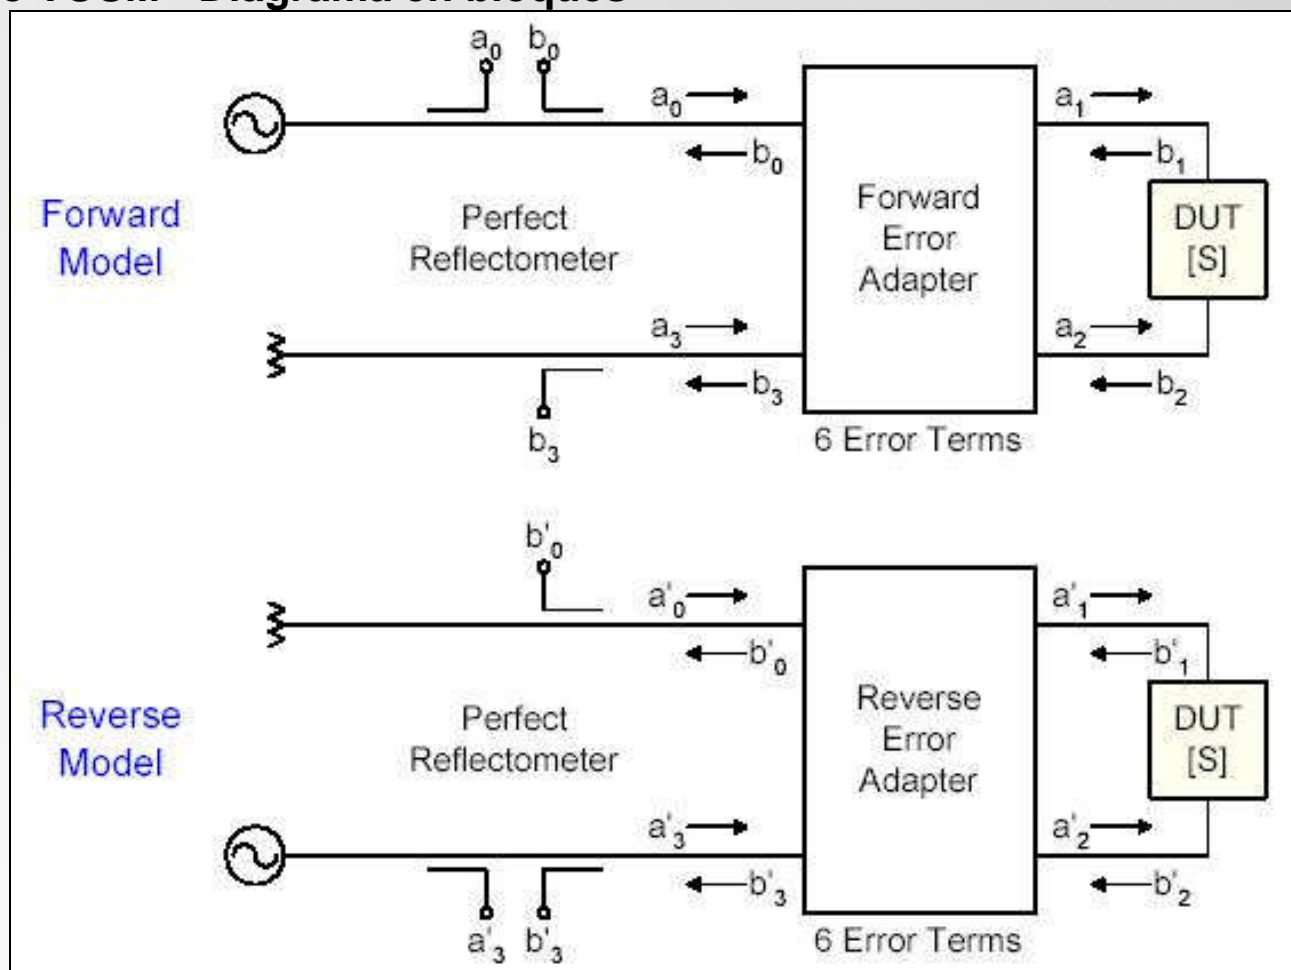 a0 b0
a0
b0
a1
b1
Forward
Model
Perfect
Reflectometer
Forward
Error
Adapter
DUT
[S]
a3
b3
a2
b2
b3
6 Error Terms
b'0
a'0
b'0
a'1
b'1
Reverse
Model
Perfect
Reflectometer
Reverse
Error
Adapter
DUT
[S]
a'3
b'3
a'2
b'2
a'3 b'3
6 Error Terms